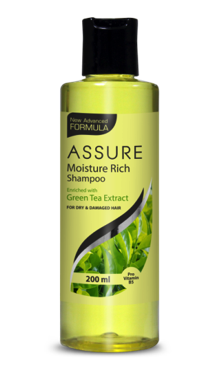 New Advanced
FORMULA
ASSURE
Moisture Rich
Shampoo
Enriched with
Green Tea Extract
FOR DRY & DAMAGED HAIR
200 ml
Pro
Vitamin
B5